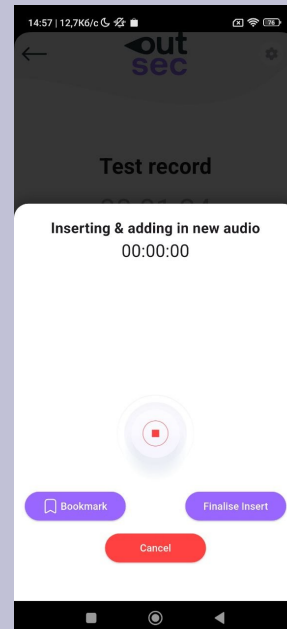 14:57 | 12,7K6/c
76
out
sec
Test record
Inserting & adding in new audio
00:00:00
Bookmark
Finalise Insert
Cancel